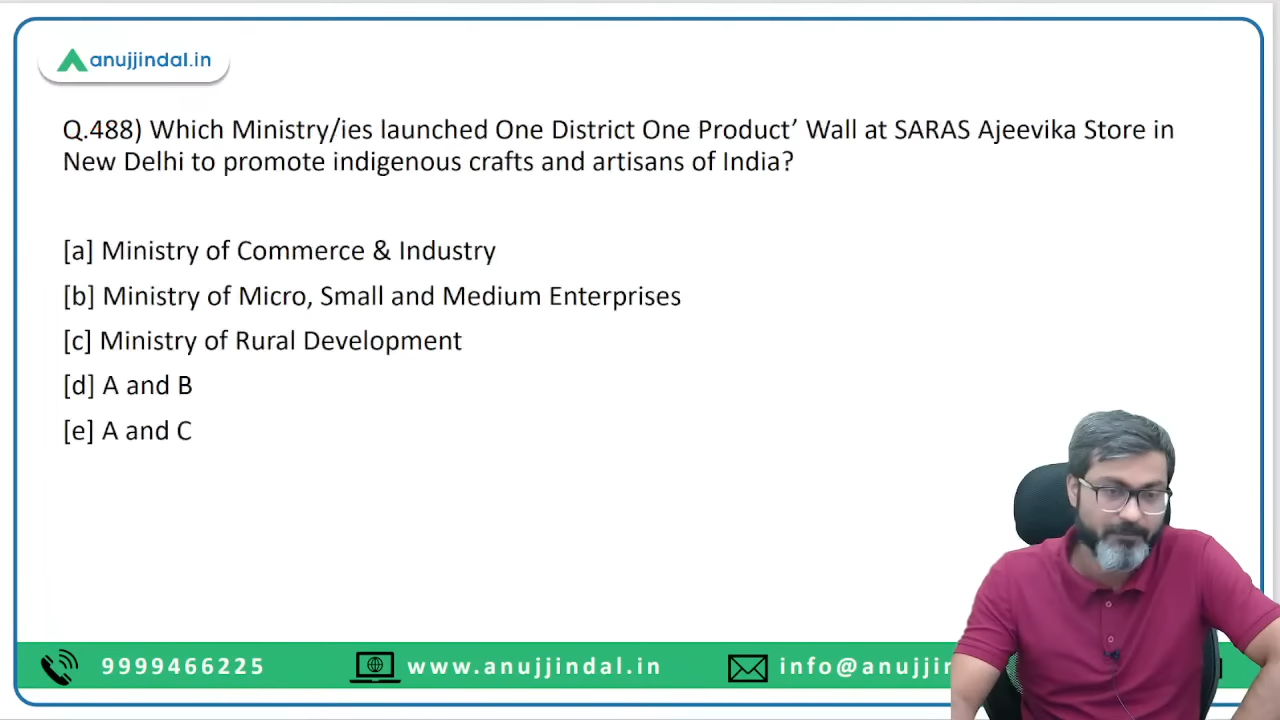 anujjindal.in
Q.488) Which Ministry/ies launched One District One Product’ Wall at SARAS Ajeevika Store in
New Delhi to promote indigenous crafts and artisans of India?
[a] Ministry of Commerce & Industry
[b] Ministry of Micro, Small and Medium Enterprises
[c] Ministry of Rural Development
[d] A and B
[e] A and C
9999466225 www.anujjindal.in